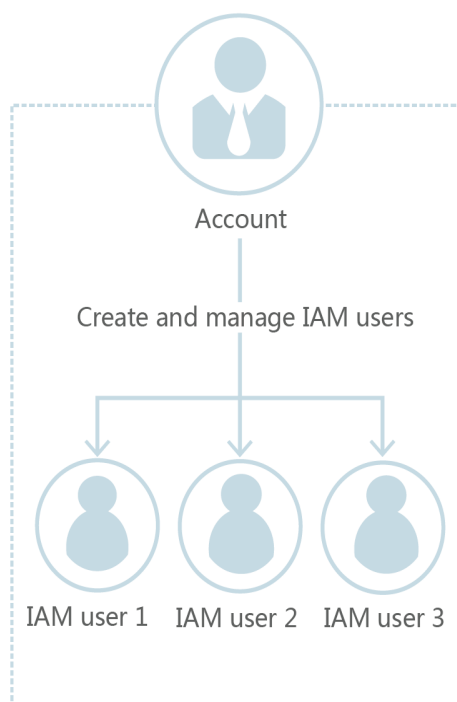 Account
Create and manage IAM users
IAM user 1
IAM user 2
IAM user 3